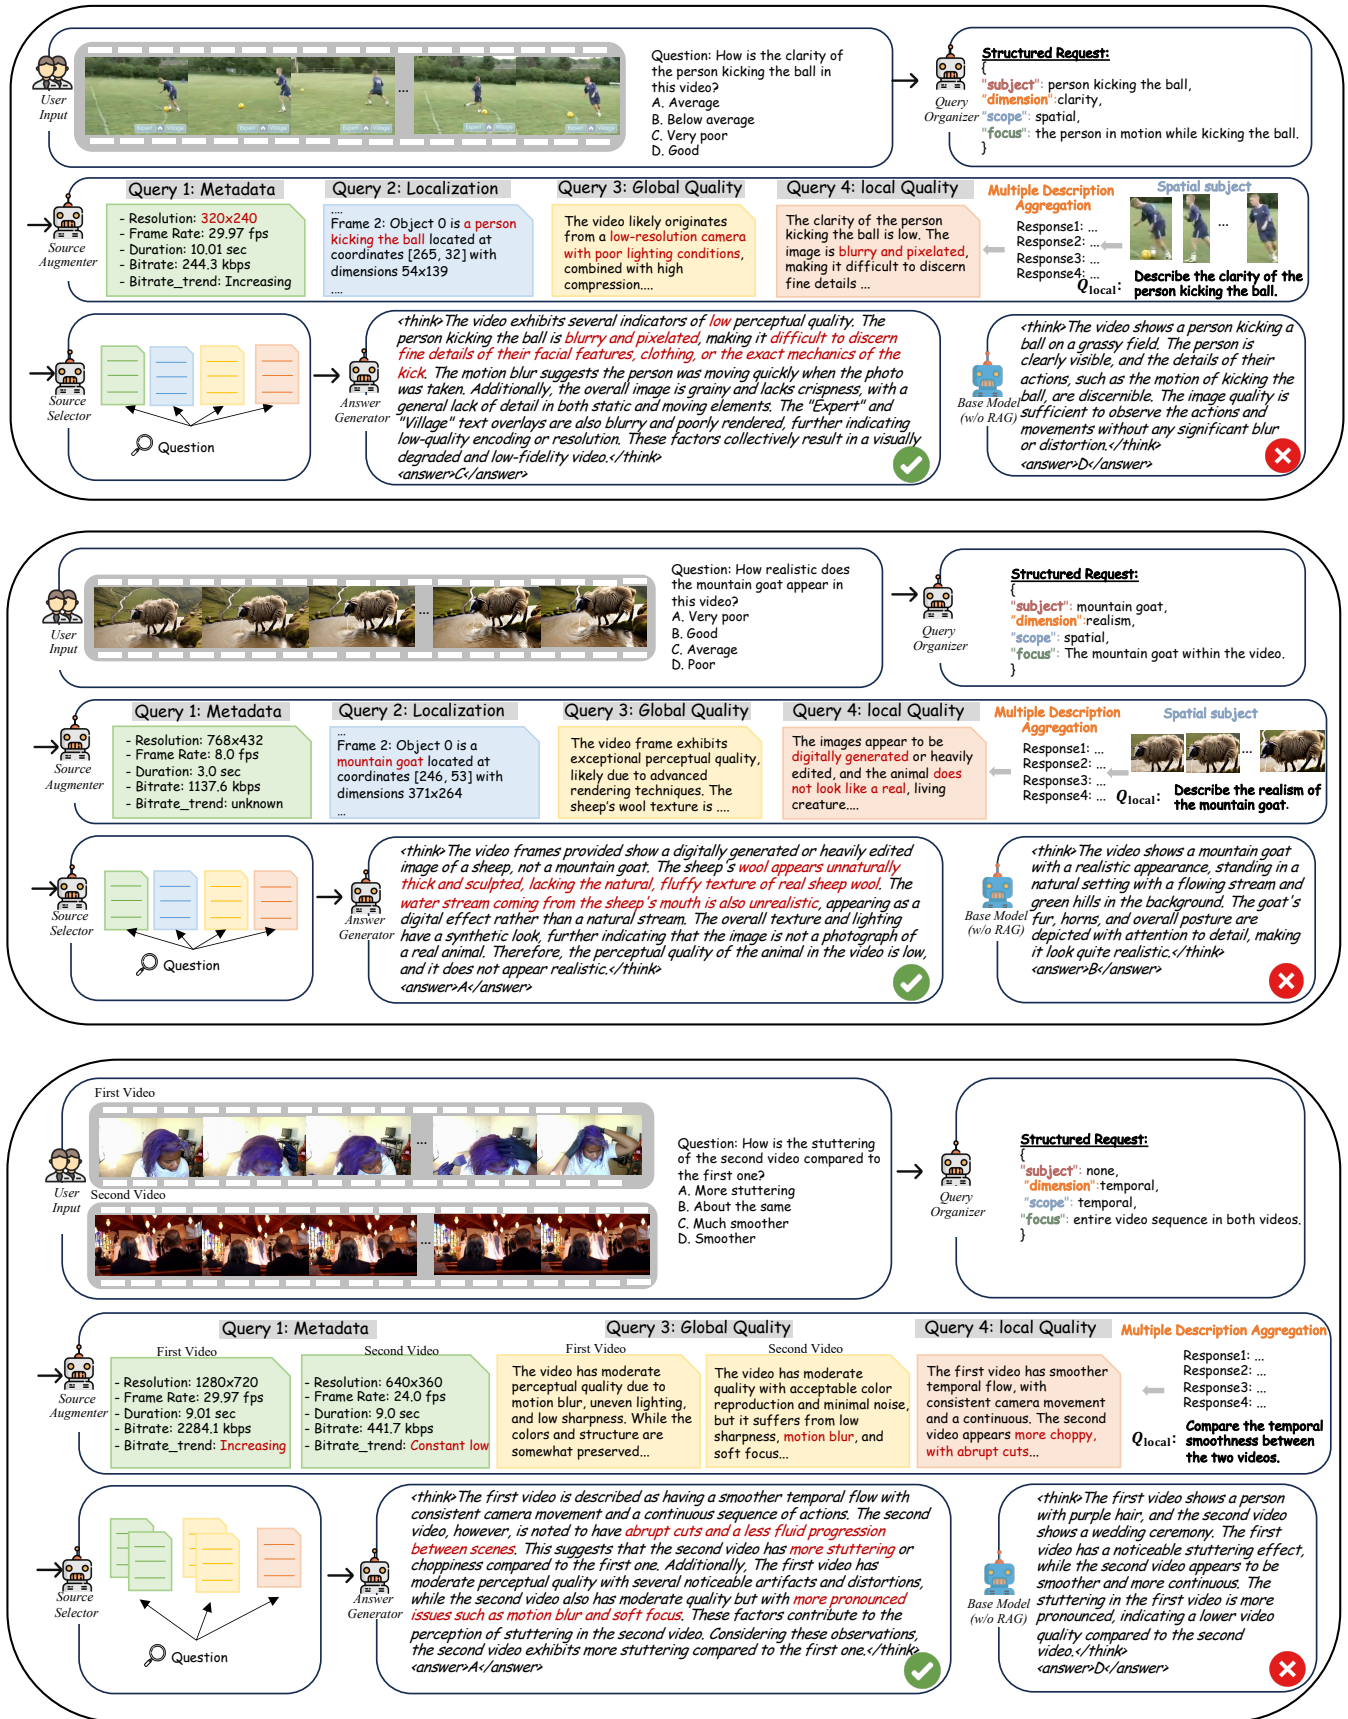 User
Input
Expert Village
Expert Village
Expert Village
Expert Village
Expert Village
Question: How is the clarity of
the person kicking the ball in
this video?
A. Average
B. Below average
C. Very poor
D. Good
Query
Organizer
Structured Request:
{
"subject": person kicking the ball,
"dimension":clarity,
"scope": spatial,
"focus": the person in motion while kicking the ball.
}
Source
Augmenter
Query 1: Metadata
- Resolution: 320x240
- Frame Rate: 29.97 fps
- Duration: 10.01 sec
- Bitrate: 244.3 kbps
- Bitrate_trend: Increasing
Query 2: Localization
....
Frame 2: Object 0 is a person
kicking the ball located at
coordinates [265, 32] with
dimensions 54x139
....
Query 3: Global Quality
The video likely originates
from a low-resolution camera
with poor lighting conditions,
combined with high
compression....
Query 4: local Quality
The clarity of the person
kicking the ball is low. The
image is blurry and pixelated,
making it difficult to discern
fine details ...
Multiple Description
Aggregation
Response1: ...
Response2: ...
Response3: ...
Response4: ...
Spatial subject
...
Qlocal:
Describe the clarity of the
person kicking the ball.
Source
Selector
Question
Answer
Generator
<think>The video exhibits several indicators of low perceptual quality. The
person kicking the ball is blurry and pixelated, making it difficult to discern
fine details of their facial features, clothing, or the exact mechanics of the
kick. The motion blur suggests the person was moving quickly when the photo
was taken. Additionally, the overall image is grainy and lacks crispness, with a
general lack of detail in both static and moving elements. The "Expert" and
"Village" text overlays are also blurry and poorly rendered, further indicating
low-quality encoding or resolution. These factors collectively result in a visually
degraded and low-fidelity video.</think>
<answer>C</answer>
Base Model
(w/o RAG)
<think>The video shows a person kicking a
ball on a grassy field. The person is
clearly visible, and the details of their
actions, such as the motion of kicking the
ball, are discernible. The image quality is
sufficient to observe the actions and
movements without any significant blur
or distortion.</think>
<answer>D</answer>
User
Input
...
Question: How realistic does
the mountain goat appear in
this video?
A. Very poor
B. Good
C. Average
D. Poor
Query
Organizer
Structured Request:
{
"subject": mountain goat,
"dimension":realism,
"scope": spatial,
"focus": The mountain goat within the video.
}
Source
Augmenter
Query 1: Metadata
- Resolution: 768x432
- Frame Rate: 8.0 fps
- Duration: 3.0 sec
- Bitrate: 1137.6 kbps
- Bitrate_trend: unknown
Query 2: Localization
...
Frame 2: Object 0 is a
mountain goat located at
coordinates [246, 53] with
dimensions 371x264
...
Query 3: Global Quality
The video frame exhibits
exceptional perceptual quality,
likely due to advanced
rendering techniques. The
sheep's wool texture is ....
Query 4: local Quality
The images appear to be
digitally generated or heavily
edited, and the animal does
not look like a real, living
creature....
Multiple Description
Aggregation
Response1: ...
Response2: ...
Response3: ...
Response4: ...
Spatial subject
...
Qlocal:
Describe the realism of
the mountain goat.
Source
Selector
Question
Answer
Generator
<think>The video frames provided show a digitally generated or heavily edited
image of a sheep, not a mountain goat. The sheep's wool appears unnaturally
thick and sculpted, lacking the natural, fluffy texture of real sheep wool. The
water stream coming from the sheep's mouth is also unrealistic, appearing as a
digital effect rather than a natural stream. The overall texture and lighting
have a synthetic look, further indicating that the image is not a photograph of
a real animal. Therefore, the perceptual quality of the animal in the video is low,
and it does not appear realistic.</think>
<answer>A</answer>
Base Model
(w/o RAG)
<think>The video shows a mountain goat
with a realistic appearance, standing in a
natural setting with a flowing stream and
green hills in the background. The goat's
fur, horns, and overall posture are
depicted with attention to detail, making
it look quite realistic.</think>
<answer>B</answer>
First Video
User
Input
...
Second Video
...
Question: How is the stuttering
of the second video compared to
the first one?
A. More stuttering
B. About the same
C. Much smoother
D. Smoother
Query
Organizer
Structured Request:
{
"subject": none,
"dimension":temporal,
"scope": temporal,
"focus": entire video sequence in both videos.
}
Source
Augmenter
Query 1: Metadata
First Video
- Resolution: 1280x720
- Frame Rate: 29.97 fps
- Duration: 9.01 sec
- Bitrate: 2284.1 kbps
- Bitrate_trend: Increasing
Second Video
- Resolution: 640x360
- Frame Rate: 24.0 fps
- Duration: 9.0 sec
- Bitrate: 441.7 kbps
- Bitrate_trend: Constant low
Query 3: Global Quality
First Video
The video has moderate
perceptual quality due to
motion blur, uneven lighting,
and low sharpness. While the
colors and structure are
somewhat preserved...
Second Video
The video has moderate
quality with acceptable color
reproduction and minimal noise,
but it suffers from low
sharpness, motion blur, and
soft focus...
Query 4: local Quality
The first video has smoother
temporal flow, with
consistent camera movement
and a continuous. The second
video appears more choppy,
with abrupt cuts...
Multiple Description Aggregation
Response1: ...
Response2: ...
Response3: ...
Response4: ...
Qlocal:
Compare the temporal
smoothness between
the two videos.
Source
Selector
Question
Answer
Generator
<think>The first video is described as having a smoother temporal flow with
consistent camera movement and a continuous sequence of actions. The second
video, however, is noted to have abrupt cuts and a less fluid progression
between scenes. This suggests that the second video has more stuttering or
choppiness compared to the first one. Additionally, The first video has
moderate perceptual quality with several noticeable artifacts and distortions,
while the second video also has moderate quality but with more pronounced
issues such as motion blur and soft focus. These factors contribute to the
perception of stuttering in the second video. Considering these observations,
the second video exhibits more stuttering compared to the first one.</think>
<answer>A</answer>
Base Model
(w/o RAG)
<think>The first video shows a person
with purple hair, and the second video
shows a wedding ceremony. The first
video has a noticeable stuttering effect,
while the second video appears to be
smoother and more continuous. The
stuttering in the first video is more
pronounced, indicating a lower video
quality compared to the second
video.</think>
<answer>D</answer>